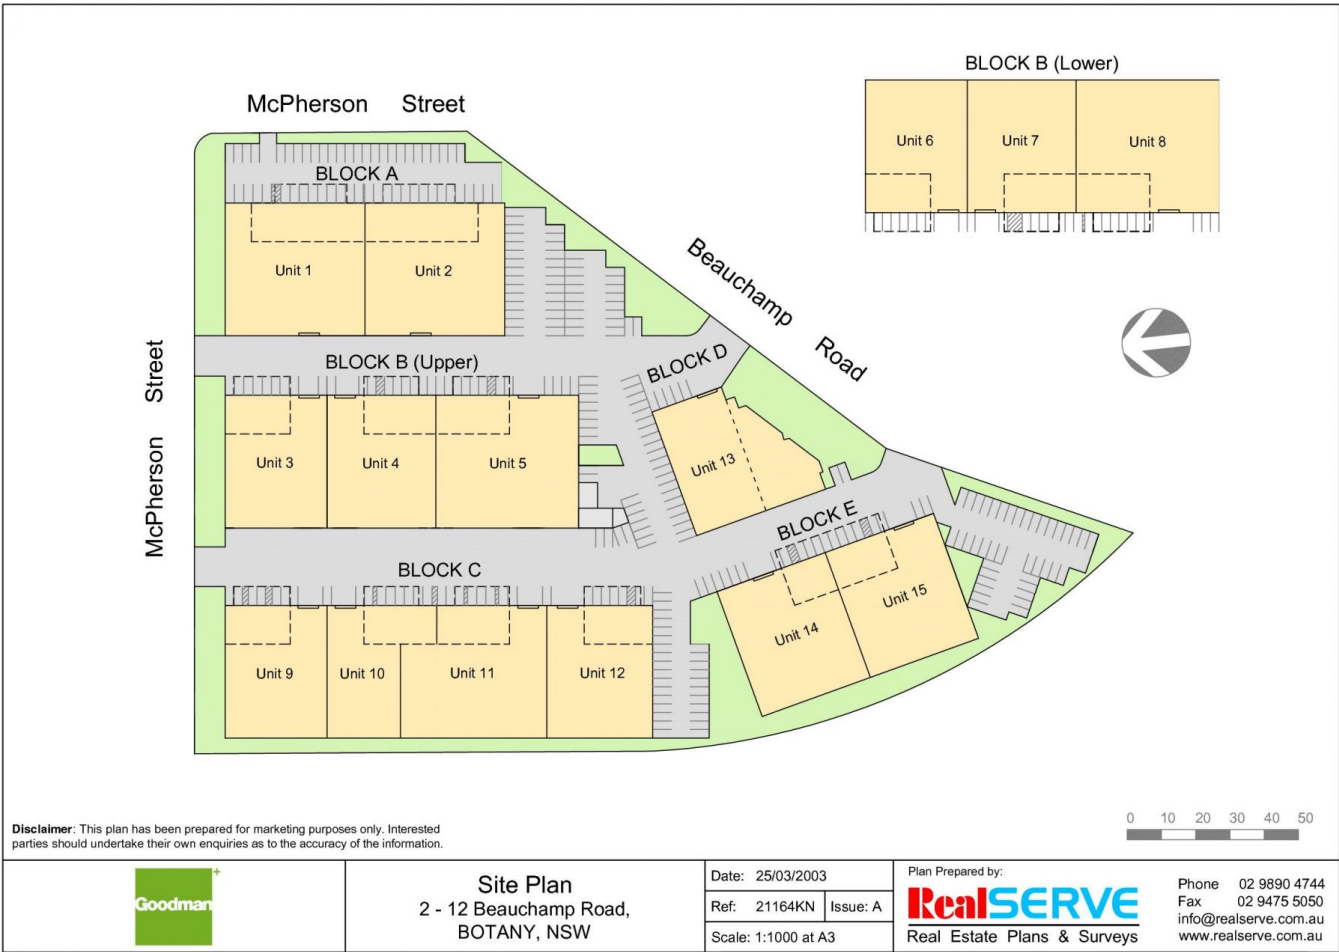 BLOCK B (Lower)
McPherson Street
Unit 6
Unit 7
Unit 8
BLOCK A
Beauchamp Road
Unit 1
Unit 2
McPherson Street
BLOCK B (Upper)
BLOCK D
Unit 3
Unit 4
Unit 5
Unit 13
BLOCK E
BLOCK C
Unit 14
Unit 15
Unit 9
Unit 10
Unit 11
Unit 12
0 10 20 30 40 50
Disclaimer: This plan has been prepared for marketing purposes only. Interested
parties should undertake their own enquiries as to the accuracy of the information.
Goodman+
Site Plan
2 - 12 Beauchamp Road,
BOTANY, NSW
Date: 25/03/2003
Ref: 21164KN
Issue: A
Scale: 1:1000 at A3
Plan Prepared by:
RealSERVE
Real Estate Plans & Surveys
Phone 02 9890 4744
Fax 02 9475 5050
info@realserve.com.au
www.realserve.com.au